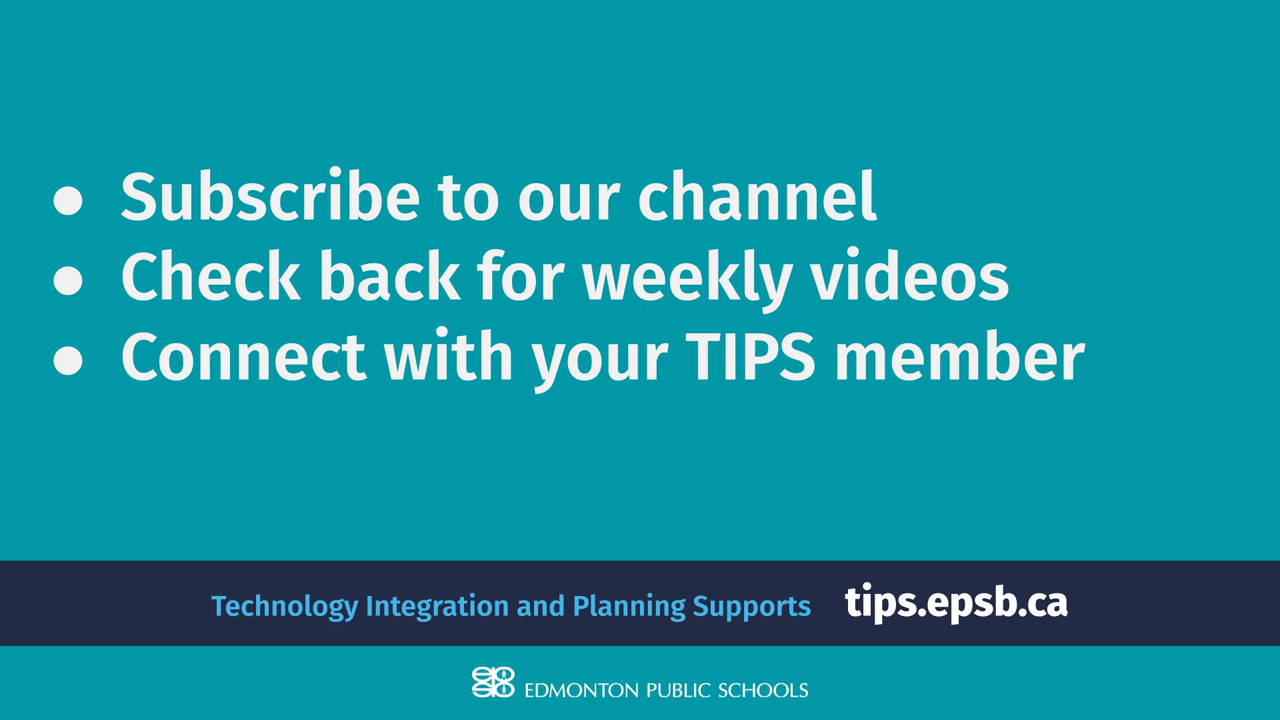 ● Subscribe to our channel
● Check back for weekly videos
● Connect with your TIPS member
Technology Integration and Planning Supports tips.epsb.ca
EDMONTON PUBLIC SCHOOLS